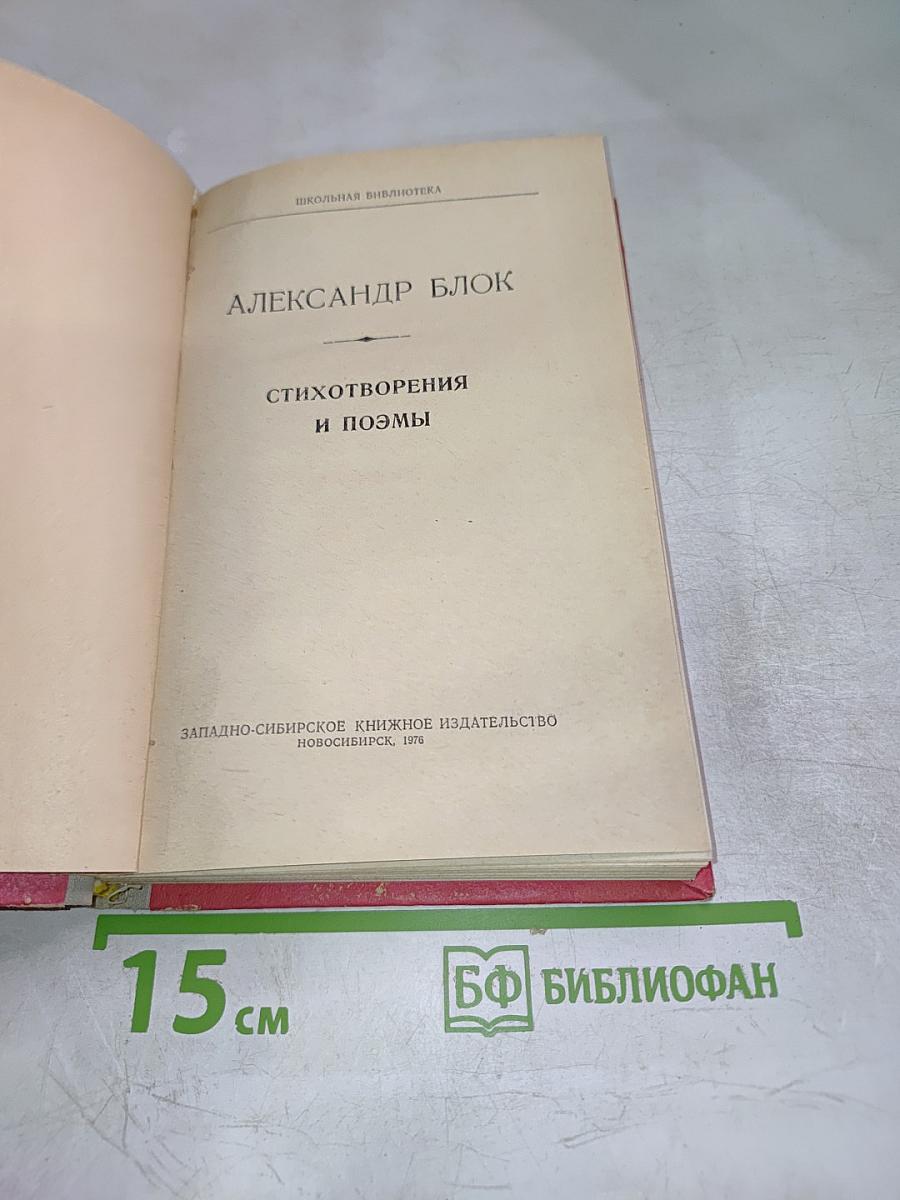 ШКОЛЬНАЯ БИБЛИОТЕКА
АЛЕКСАНДР БЛОК
СТИХОТВОРЕНИЯ
И ПОЭМЫ
ЗАПАДНО-СИБИРСКОЕ КНИЖНОЕ ИЗДАТЕЛЬСТВО
НОВОСИБИРСК, 1976
15 см
БФ БИБЛИОФАН